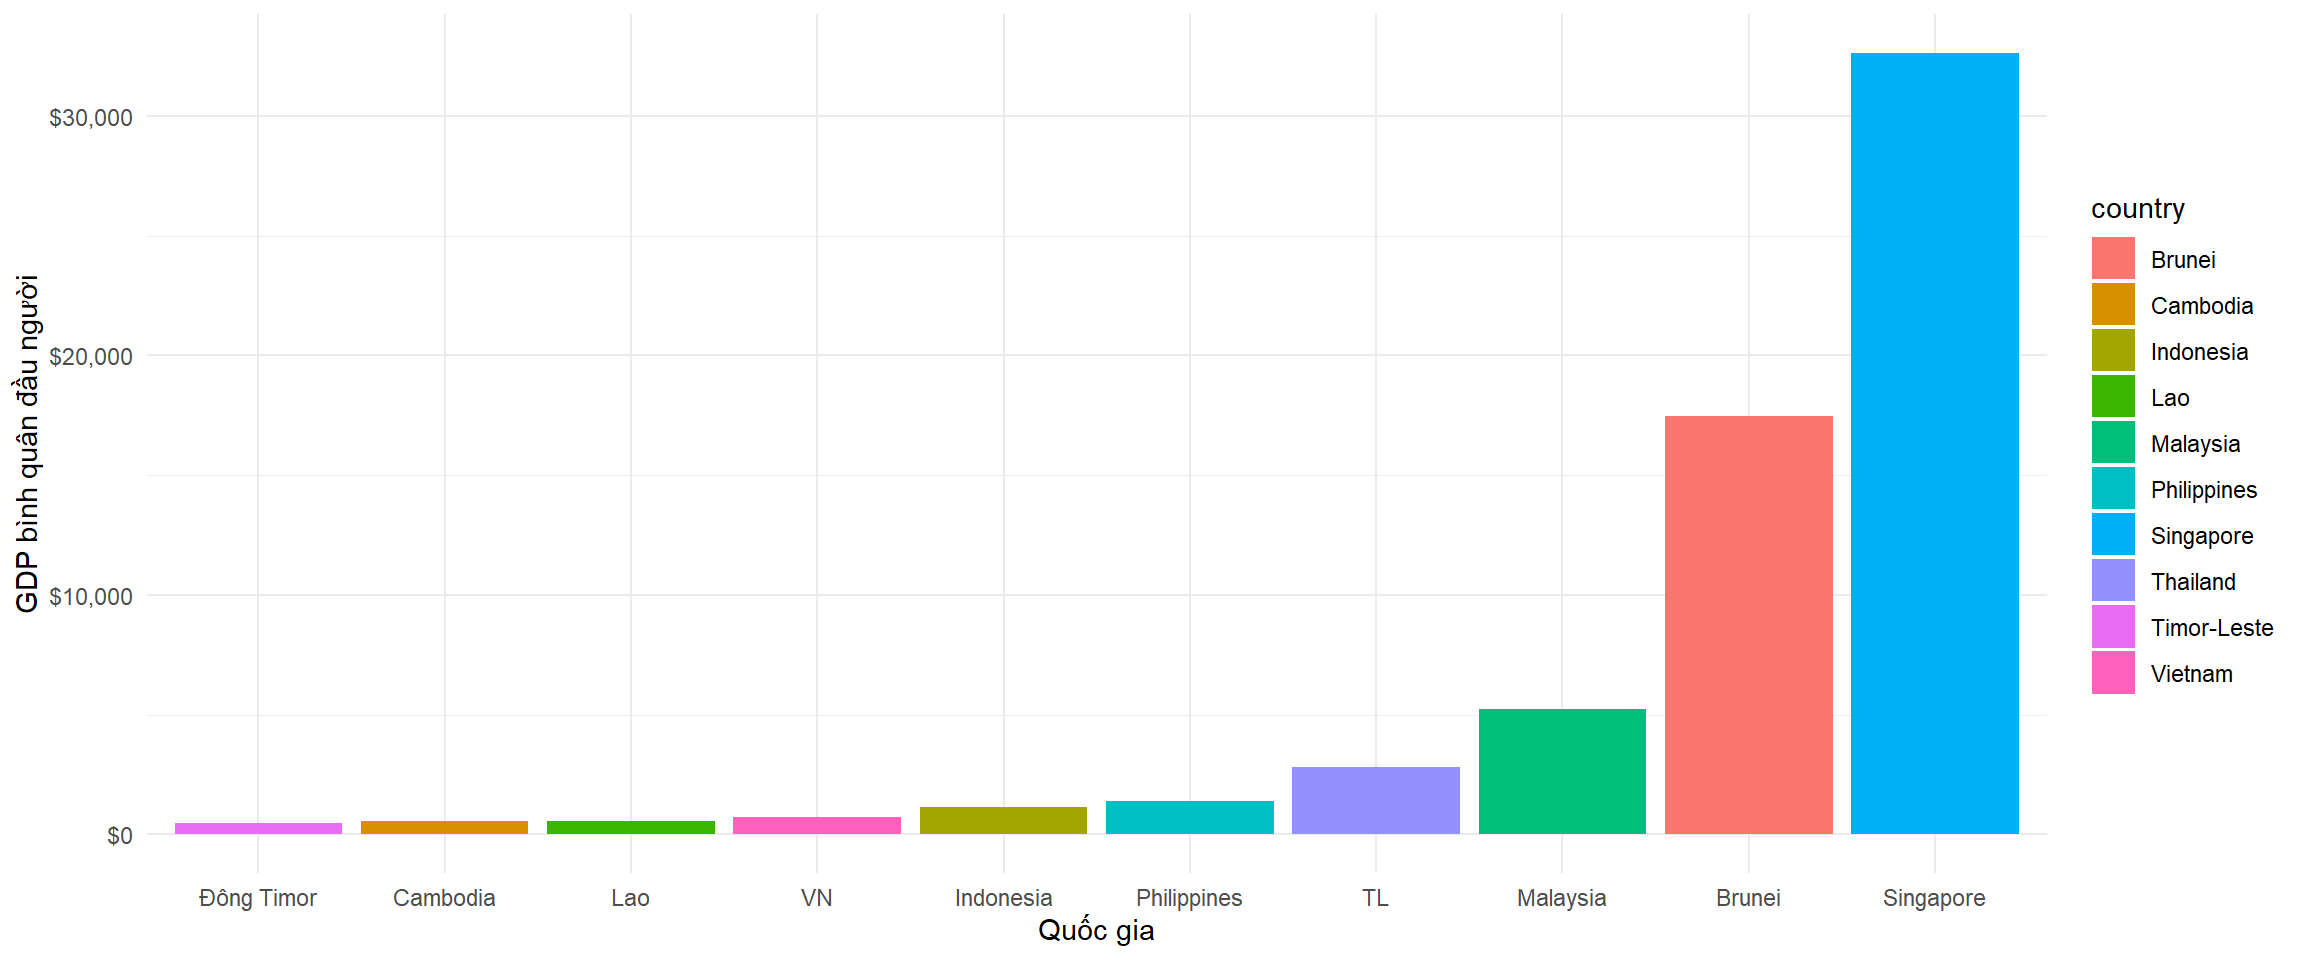 $30,000
$20,000
$10,000
$0
GDP bình quân đầu người
Đông Timor
Cambodia
Lao
VN
Indonesia
Philippines
TL
Malaysia
Brunei
Singapore
Quốc gia
country
Brunei
Cambodia
Indonesia
Lao
Malaysia
Philippines
Singapore
Thailand
Timor-Leste
Vietnam